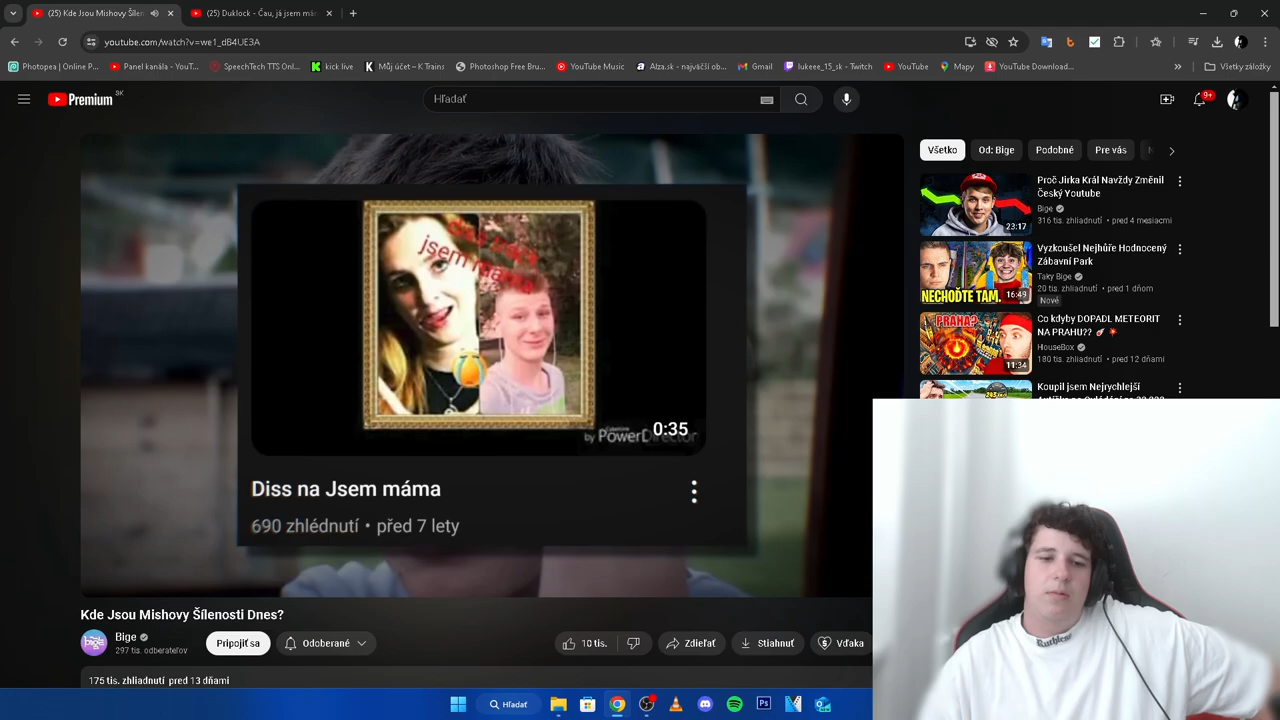 (25) Kde Jsou Mishovy Šílen
(25) Duklock - Čau, já jsem már
youtube.com/watch?v=we1_dB4UE3A
Photopea | Online P...
Panel kanála - YouT...
SpeechTech TTS Onl...
kick live
Můj účet – K Trains
Photoshop Free Bru...
YouTube Music
Alza.sk - najväčší ob...
Gmail
lukeee_15_sk - Twitch
YouTube
Mapy
YouTube Download...
Všetky záložky
Premium SK
Hľadať
9+
Všetko
Od: Bige
Podobné
Pre vás
jsem máma
by PowerDirector
0:35
Diss na Jsem máma
690 zhlédnutí • před 7 lety
Proč Jirka Král Navždy Změnil
Český Youtube
Bige
316 tis. zhliadnutí • pred 4 mesiacmi
23:17
Vyzkoušel Nejhůře Hodnocený
Zábavní Park
Taky Bige
20 tis. zhliadnutí • pred 1 dňom
Nové
NECHOĎTE TAM.
16:49
Co kdyby DOPADL METEORIT
NA PRAHU??
HouseBox
180 tis. zhliadnutí • pred 12 dňami
PRAHA?
11:34
Koupil jsem Nejrychlejší
Kde Jsou Mishovy Šílenosti Dnes?
Bige
297 tis. odberateľov
Pripojiť sa
Odoberané
10 tis.
Zdieľať
Stiahnuť
Vďaka
175 tis. zhliadnutí pred 13 dňami
Ruthless
Hľadať
Ps